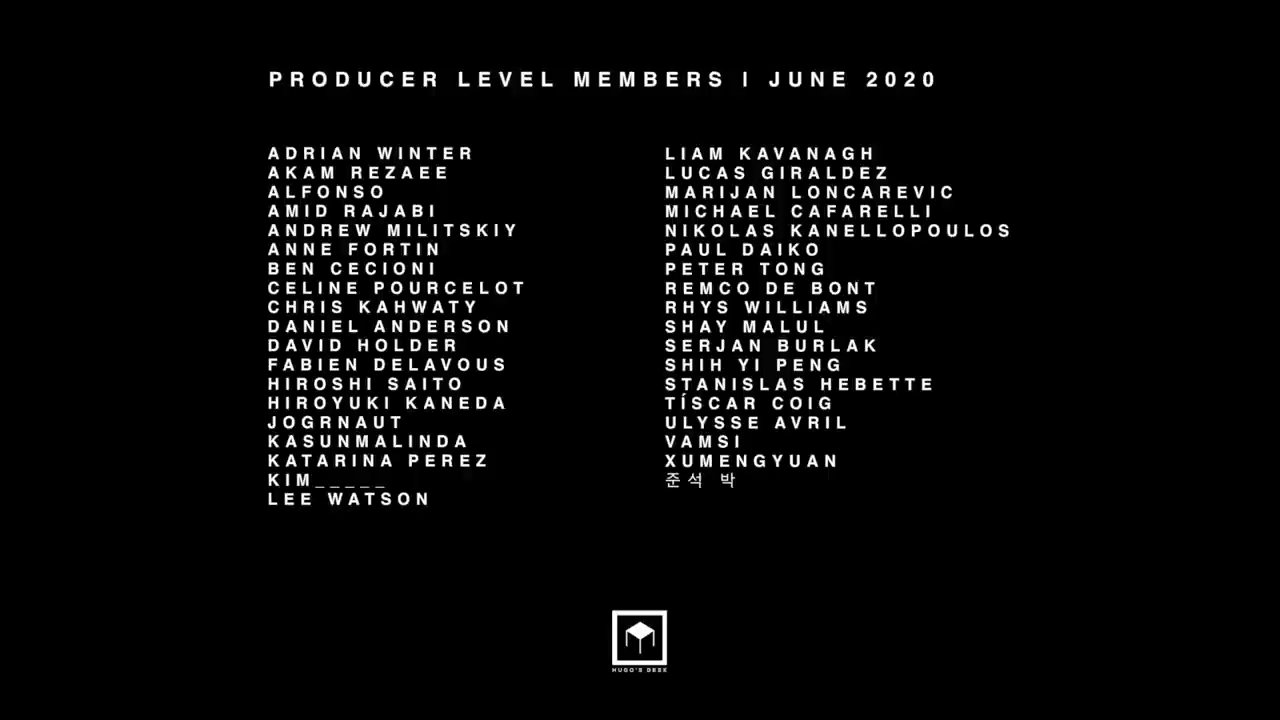 PRODUCER LEVEL MEMBERS | JUNE 2020
ADRIAN WINTER
AKAM REZAEE
ALFONSO
AMID RAJABI
ANDREW MILITSKIY
ANNE FORTIN
BEN CECIONI
CELINE POURCELOT
CHRIS KAHWATY
DANIEL ANDERSON
DAVID HOLDER
FABIEN DELAVOUS
HIROSHI SAITO
HIROYUKI KANEDA
JOGRNAUT
KASUNMALINDA
KATARINA PEREZ
KIM_____
LEE WATSON
LIAM KAVANAGH
LUCAS GIRALDEZ
MARIJAN LONCAREVIC
MICHAEL CAFARELLI
NIKOLAS KANELLOPOULOS
PAUL DAIKO
PETER TONG
REMCO DE BONT
RHYS WILLIAMS
SHAY MALUL
SERJAN BURLAK
SHIH YI PENG
STANISLAS HEBETTE
TÍSCAR COIG
ULYSSE AVRIL
VAMSI
XUMENGYUAN
준석 박
HUGO'S DESK